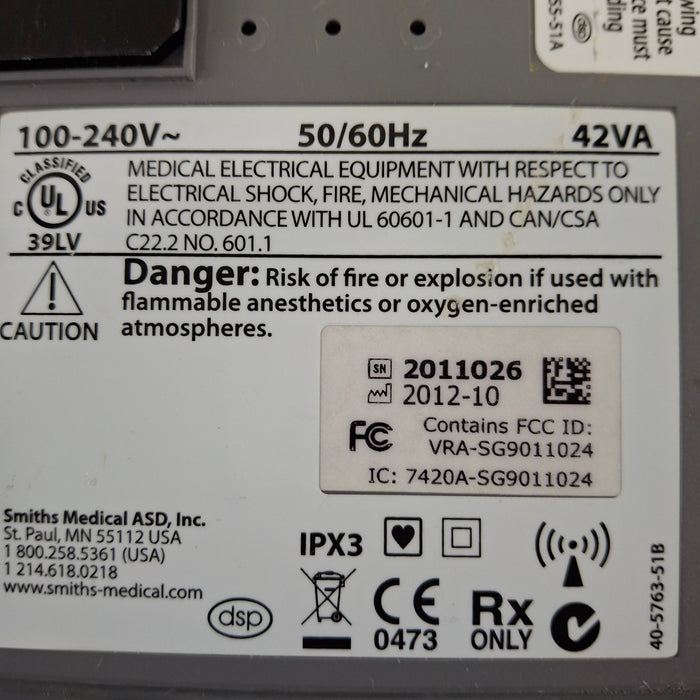 wing
t cause
ding
ce must
55-51A
dsp
100-240V~ 50/60Hz 42VA
CLASSIFIED
C UL US
39LV
MEDICAL ELECTRICAL EQUIPMENT WITH RESPECT TO
ELECTRICAL SHOCK, FIRE, MECHANICAL HAZARDS ONLY
IN ACCORDANCE WITH UL 60601-1 AND CAN/CSA
C22.2 NO. 601.1
CAUTION
Danger: Risk of fire or explosion if used with
flammable anesthetics or oxygen-enriched
atmospheres.
SN 2011026
2012-10
FC Contains FCC ID:
VRA-SG9011024
IC: 7420A-SG9011024
Smiths Medical ASD, Inc.
St. Paul, MN 55112 USA
1 800.258.5361 (USA)
1 214.618.0218
www.smiths-medical.com
dsp
IPX3
CE
0473
Rx
ONLY
40-5763-51B